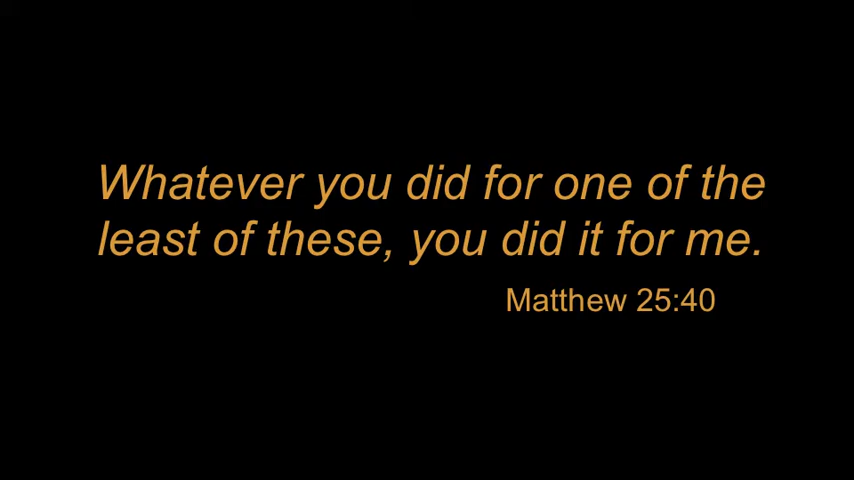 Whatever you did for one of the
least of these, you did it for me.
Matthew 25:40